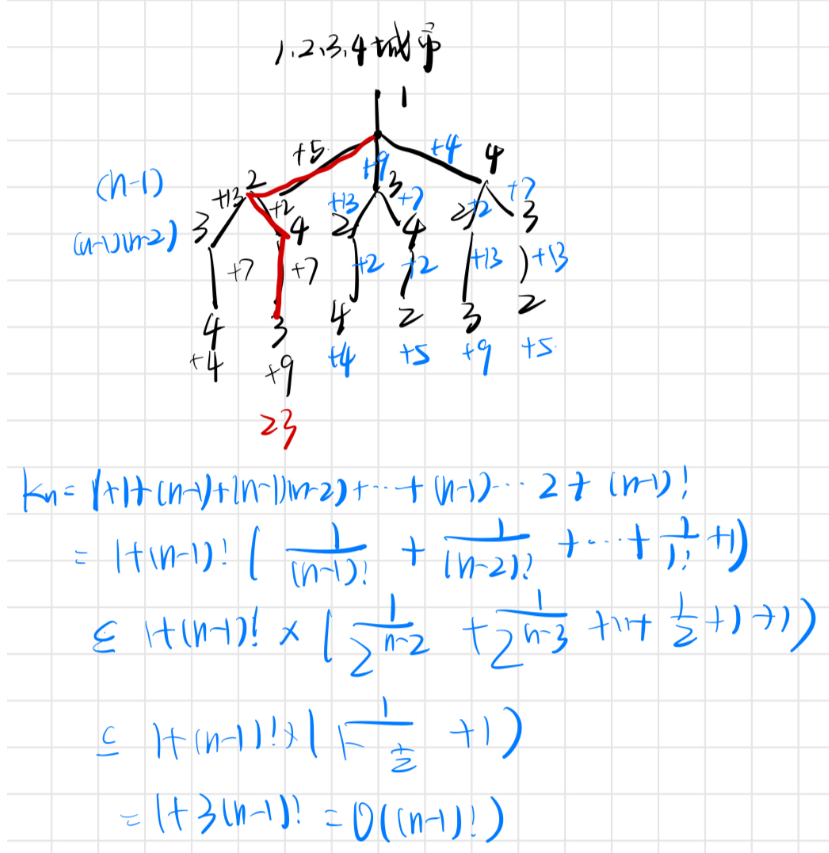 1,2,3,4城市
1
+5 +9 +4
(n-1) 2 3 4
+13 +2 +13 +7 +2 +7
(n-1)(n-2) 3 4 2 4 2 3
+7 +7 +2 +2 +13 +13
4 3 4 2 3 2
+4 +9 +4 +5 +9 +5
23
Kn = 1+1+(n-1)+(n-1)(n-2)+…+(n-1)…2+(n-1)!
= 1+(n-1)! ( 1/(n-1)! + 1/(n-2)! + … + 1/1! +1)
≤ 1+(n-1)! × ( 1/2^(n-2) + 1/2^(n-3) + … + 1/2 +1+1)
≤ 1+(n-1)! × ( 1/(1-1/2) +1)
= 1+3(n-1)! = O((n-1)!)